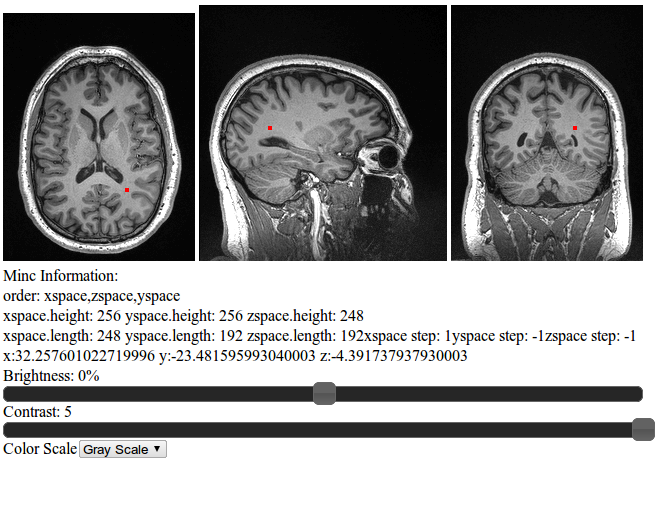 Minc Information:
order: xspace,zspace,yspace
xspace.height: 256 yspace.height: 256 zspace.height: 248
xspace.length: 248 yspace.length: 192 zspace.length: 192xspace step: 1yspace step: -1zspace step: -1
x:32.257601022719996 y:-23.481595993040003 z:-4.391737937930003
Brightness: 0%
Contrast: 5
Color Scale Gray Scale ▼